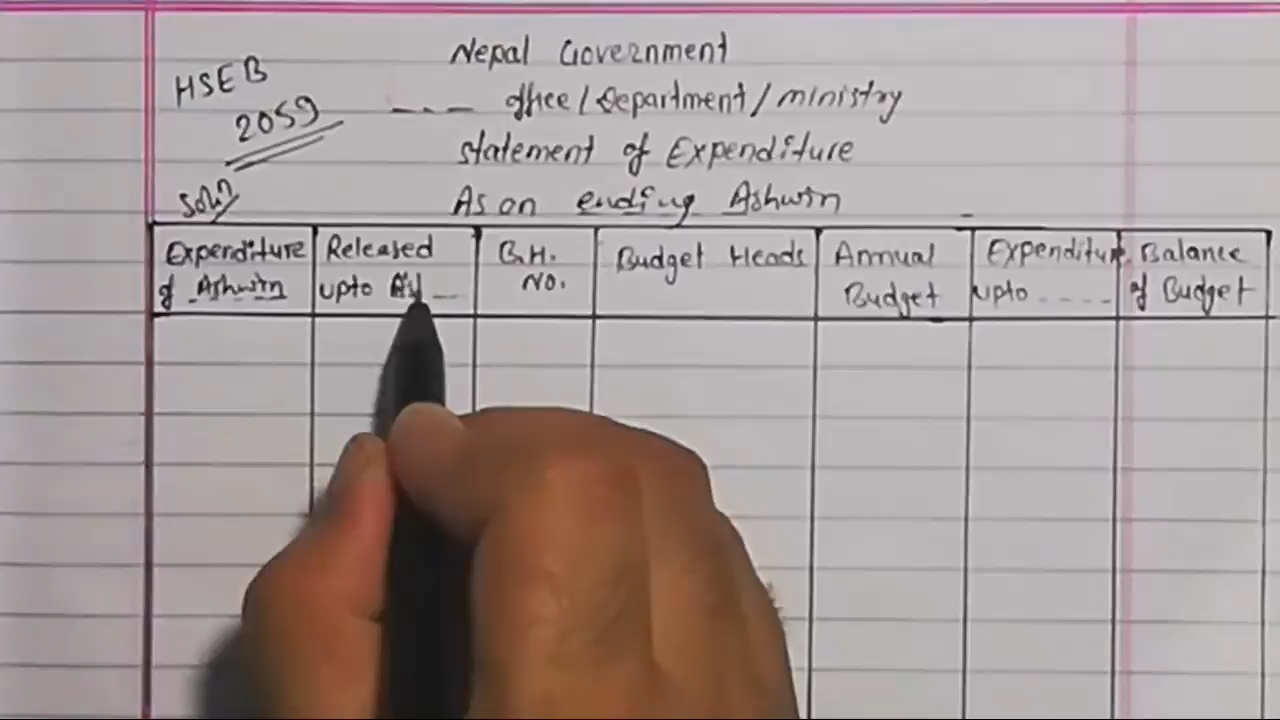 Nepal Government
HSEB
---- office/Department/ministry
2059
statement of Expenditure
As on ending Ashwin
Soln
Expenditure of Ashwin
Released upto Ash
B.H. No.
Budget Heads
Annual Budget
Expenditure upto -----
Balance of Budget